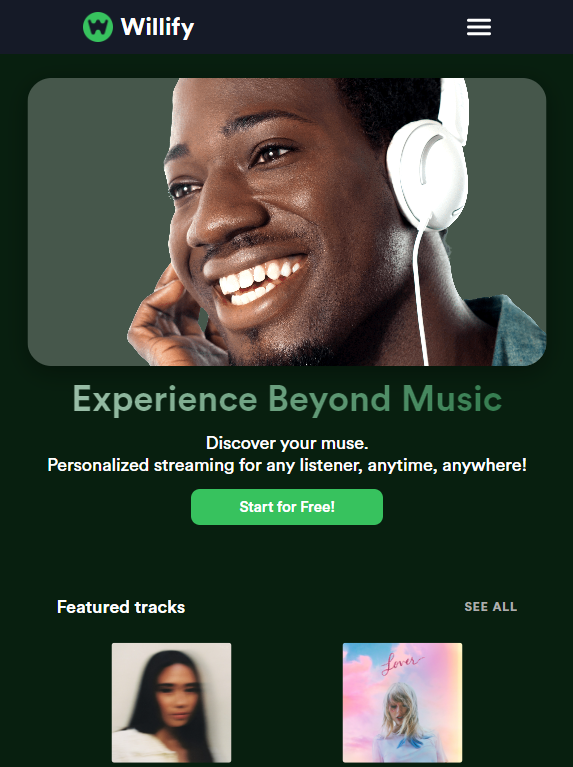 Willify
Experience Beyond Music
Discover your muse.
Personalized streaming for any listener, anytime, anywhere!
Start for Free!
Featured tracks
SEE ALL
Lover